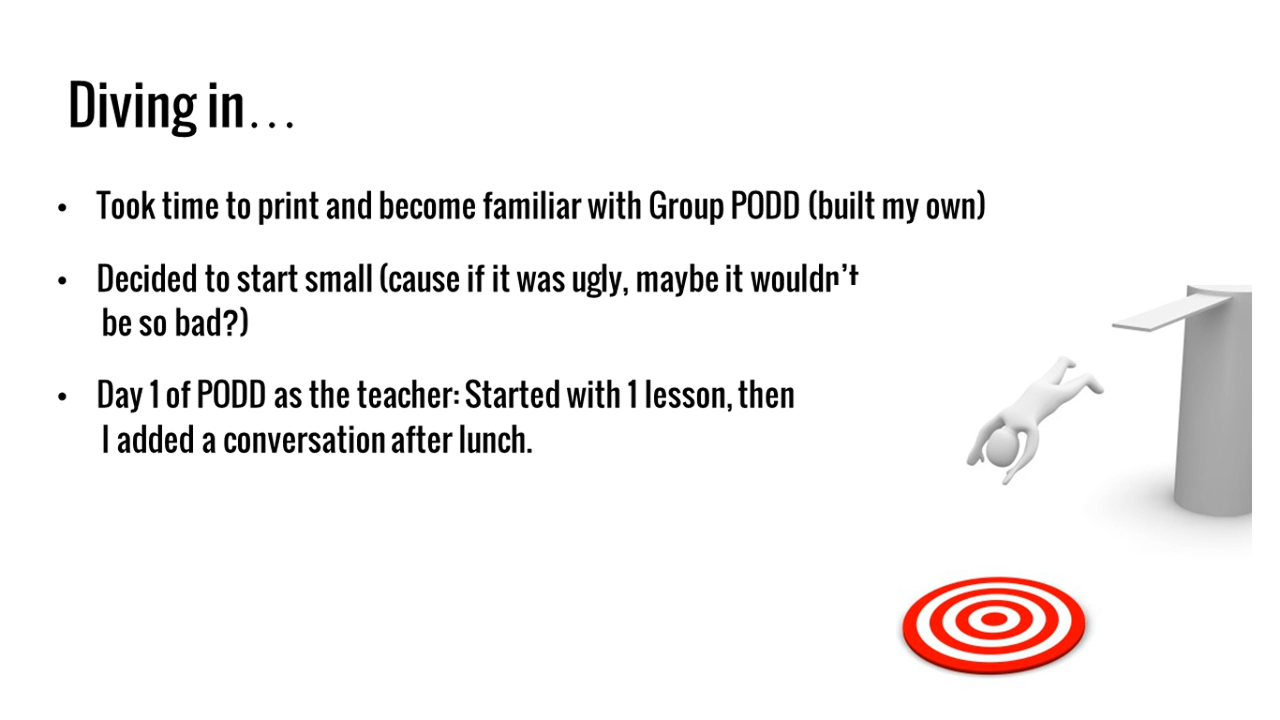 Diving in…
• Took time to print and become familiar with Group PODD (built my own)
• Decided to start small (cause if it was ugly, maybe it wouldn't
be so bad?)
• Day 1 of PODD as the teacher: Started with 1 lesson, then
I added a conversation after lunch.